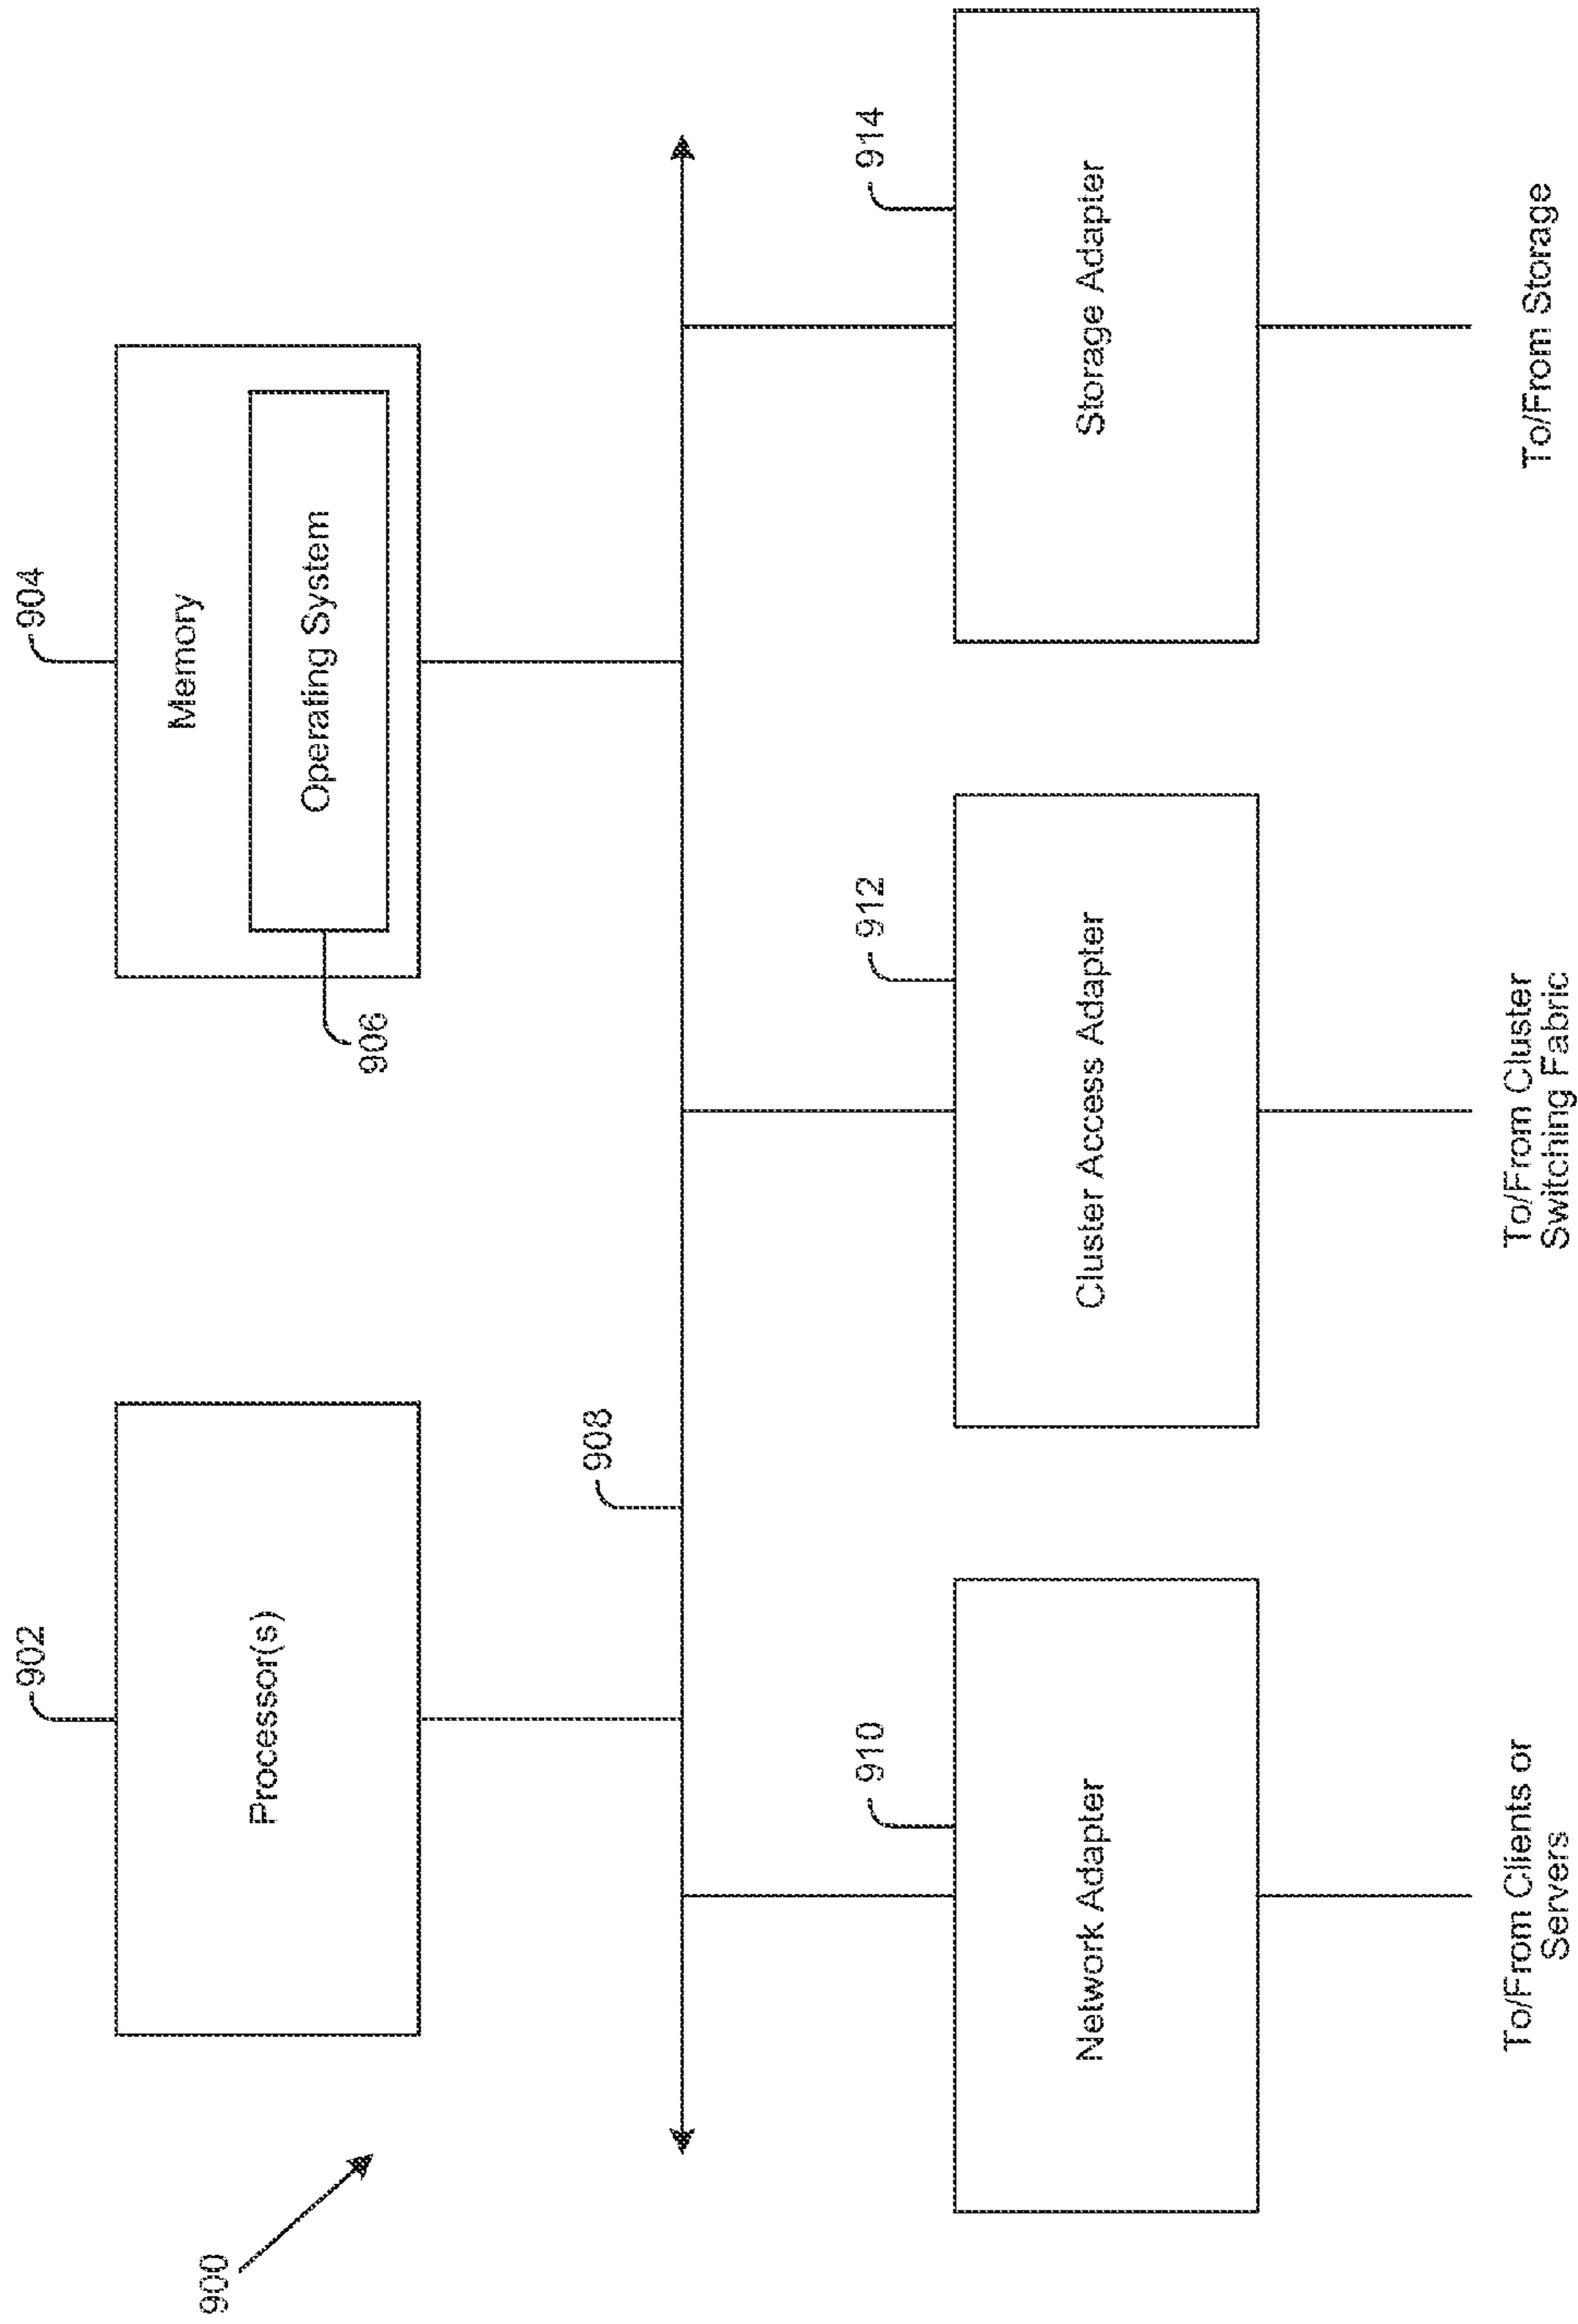 900
902
Processor(s)
904
Memory
Operating System
906
908
910
Network Adapter
912
Cluster Access Adapter
914
Storage Adapter
To/From Clients or
Servers
To/From Cluster
Switching Fabric
To/From Storage